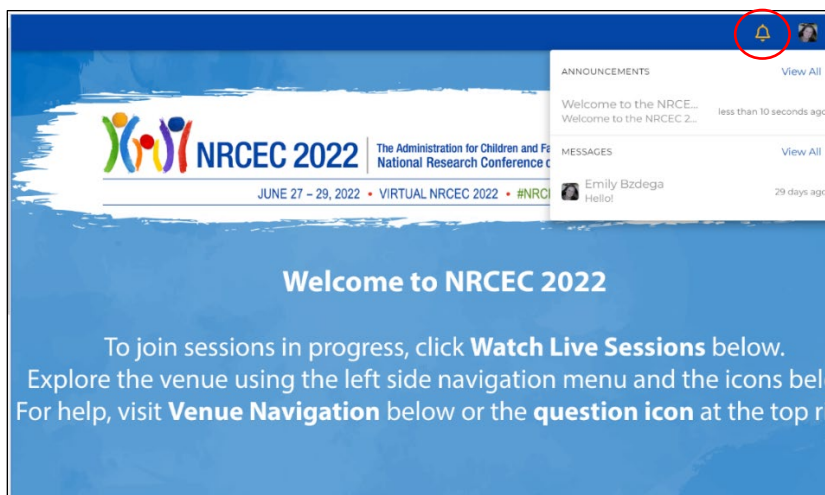 ANNOUNCEMENTS View All
Welcome to the NRCE... less than 10 seconds ago
Welcome to the NRCEC 2...
MESSAGES View All
Emily Bzdega 29 days ago
Hello!
NRCEC 2022
The Administration for Children and Fa
National Research Conference
JUNE 27 – 29, 2022 • VIRTUAL NRCEC 2022 •
Welcome to NRCEC 2022
To join sessions in progress, click Watch Live Sessions below.
Explore the venue using the left side navigation menu and the icons bel
For help, visit Venue Navigation below or the question icon at the top r